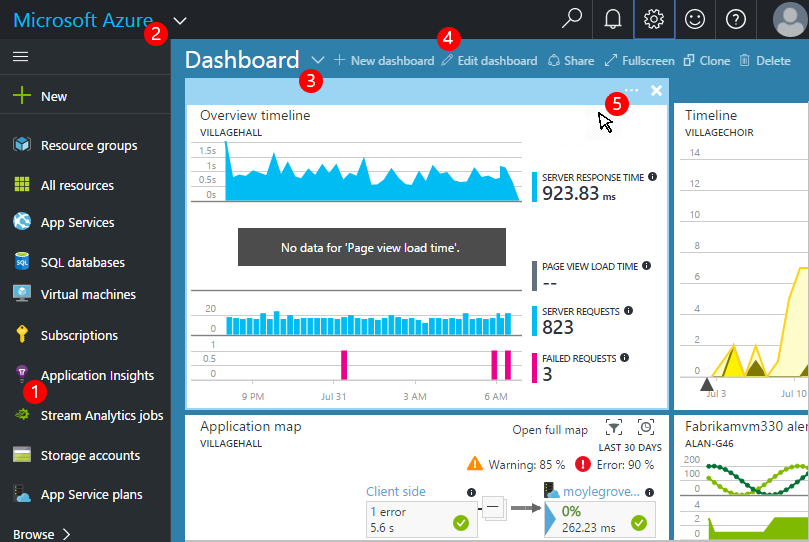 Microsoft Azure
2
4
Dashboard
New dashboard
Edit dashboard
Share
Fullscreen
Clone
Delete
3
5
New
Resource groups
All resources
App Services
SQL databases
Virtual machines
Subscriptions
Application Insights
1
Stream Analytics jobs
Storage accounts
App Service plans
Browse
Overview timeline
VILLAGEHALL
1.5s
1s
0.5s
0s
SERVER RESPONSE TIME
923.83 ms
No data for 'Page view load time'.
PAGE VIEW LOAD TIME
--
20
0
SERVER REQUESTS
823
1
0.5
0
FAILED REQUESTS
3
9 PM
Jul 31
3 AM
6 AM
Timeline
VILLAGECHOIR
14
10
8
6
4
2
0
Jul 3
Jul 10
Application map
VILLAGEHALL
Open full map
LAST 30 DAYS
Warning: 85 %
Error: 90 %
Client side
1 error
5.6 s
moylegrove...
0%
262.23 ms
Fabrikamvm330 aler
ALAN-G46
200
100
0
4
2
0